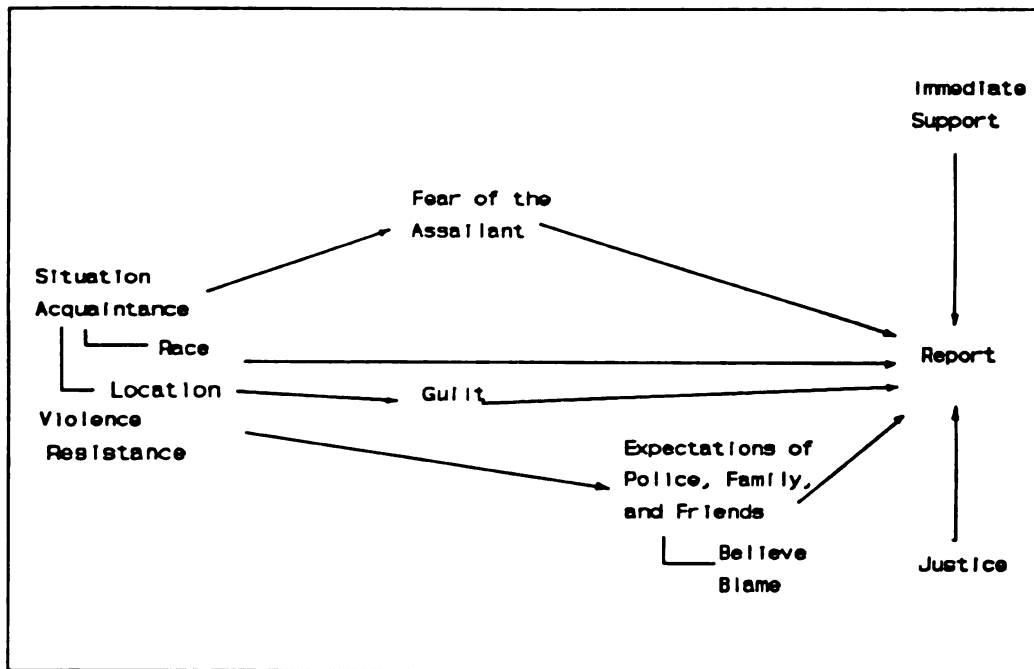 Immediate
Support
Fear of the
Assailant
Situation
Acquaintance
Race
Location
Violence
Resistance
Guilt
Report
Expectations of
Police, Family,
and Friends
Believe
Blame
Justice